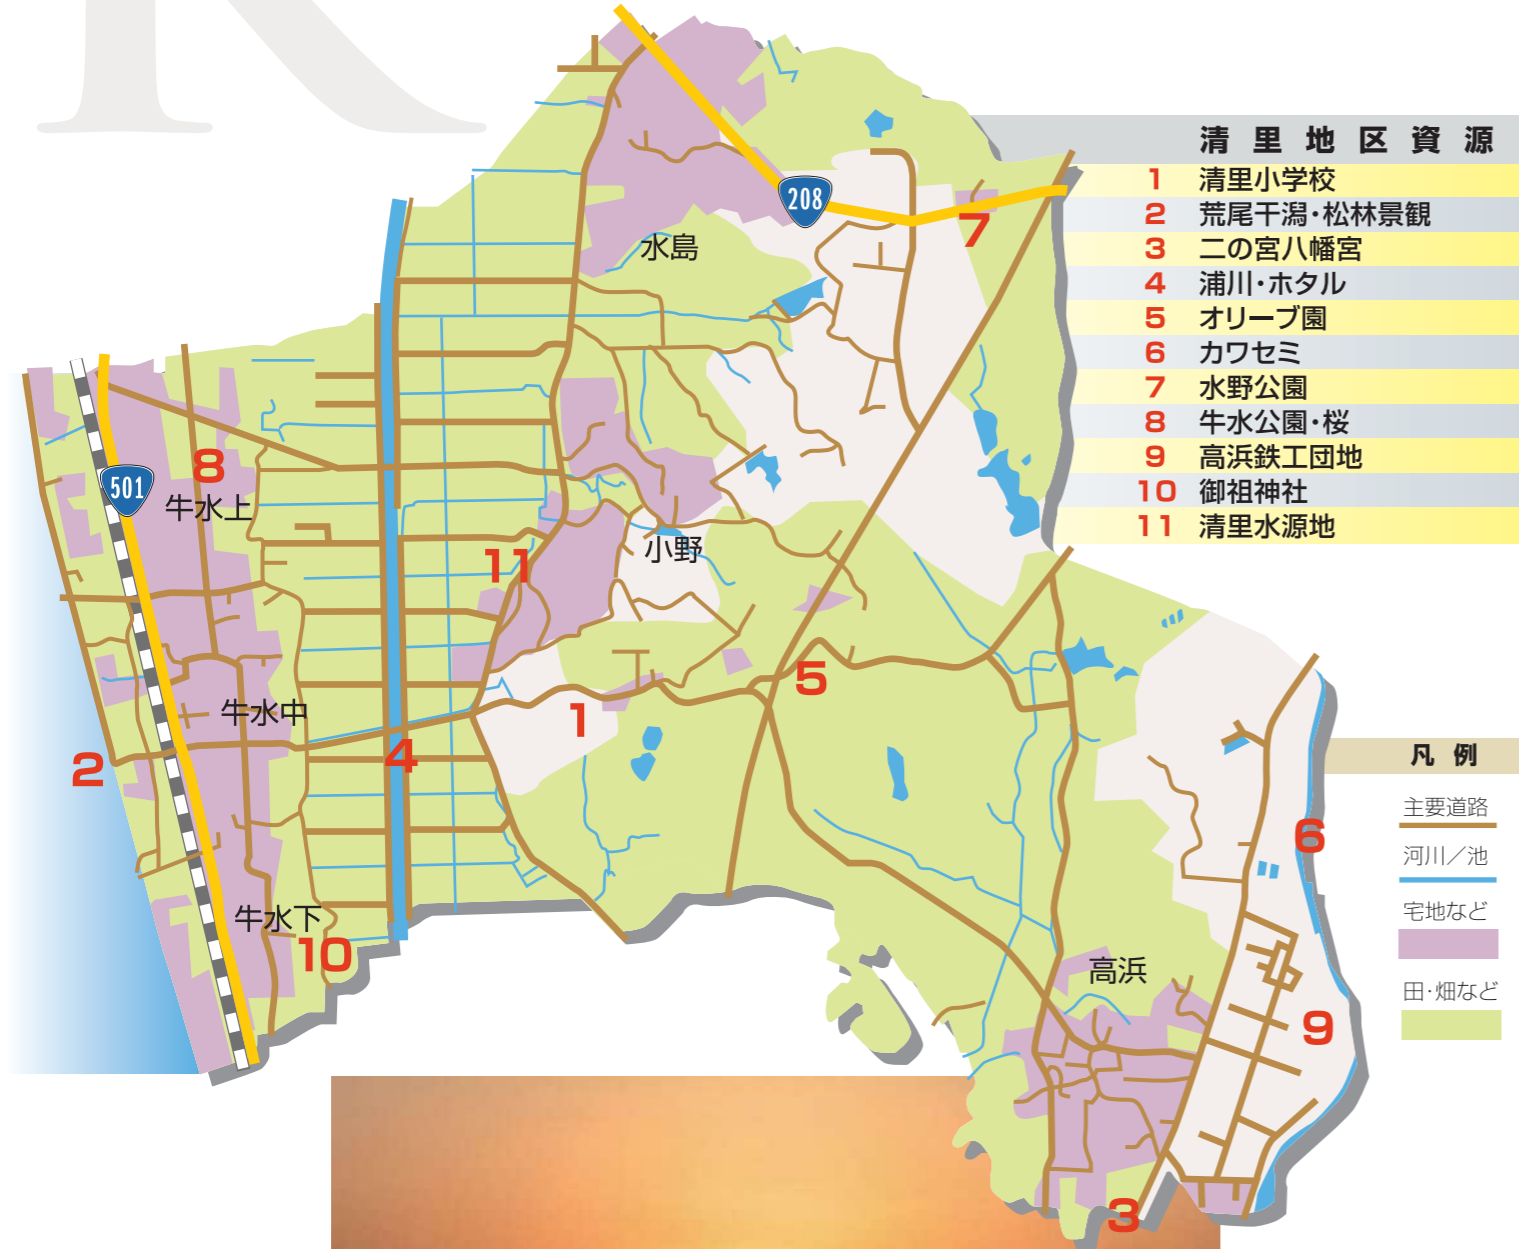 R
清里地区資源
1 清里小学校
2 荒尾干潟・松林景観
3 二の宮八幡宮
4 浦川・ホタル
5 オリーブ園
6 カワセミ
7 水野公園
8 牛水公園・桜
9 高浜鉄工団地
10 御祖神社
11 清里水源地
208
7
水島
501
8
牛水上
11
小野
5
1
牛水中
2
4
凡例
主要道路
河川／池
宅地など
田・畑など
6
牛水下
10
高浜
9
3